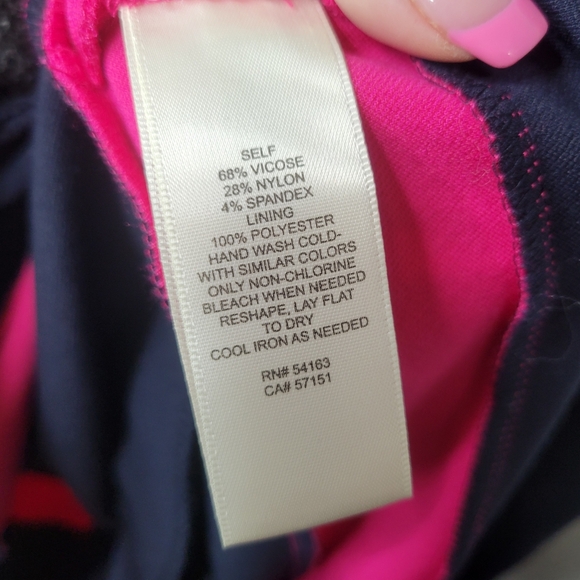 SELF
68% VICOSE
28% NYLON
4% SPANDEX
LINING
100% POLYESTER
HAND WASH COLD-
WITH SIMILAR COLORS
ONLY NON-CHLORINE
BLEACH WHEN NEEDED
RESHAPE, LAY FLAT
TO DRY
COOL IRON AS NEEDED
RN# 54163
CA# 57151